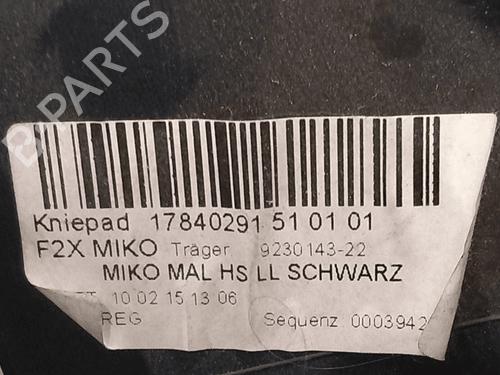 B-PARTS
Kniepad 17840291 51 01 01
F2X MIKO Träger 9230143-22
MIKO MAL HS LL SCHWARZ
10 02 15 13 06
REG Sequenz: 0003942